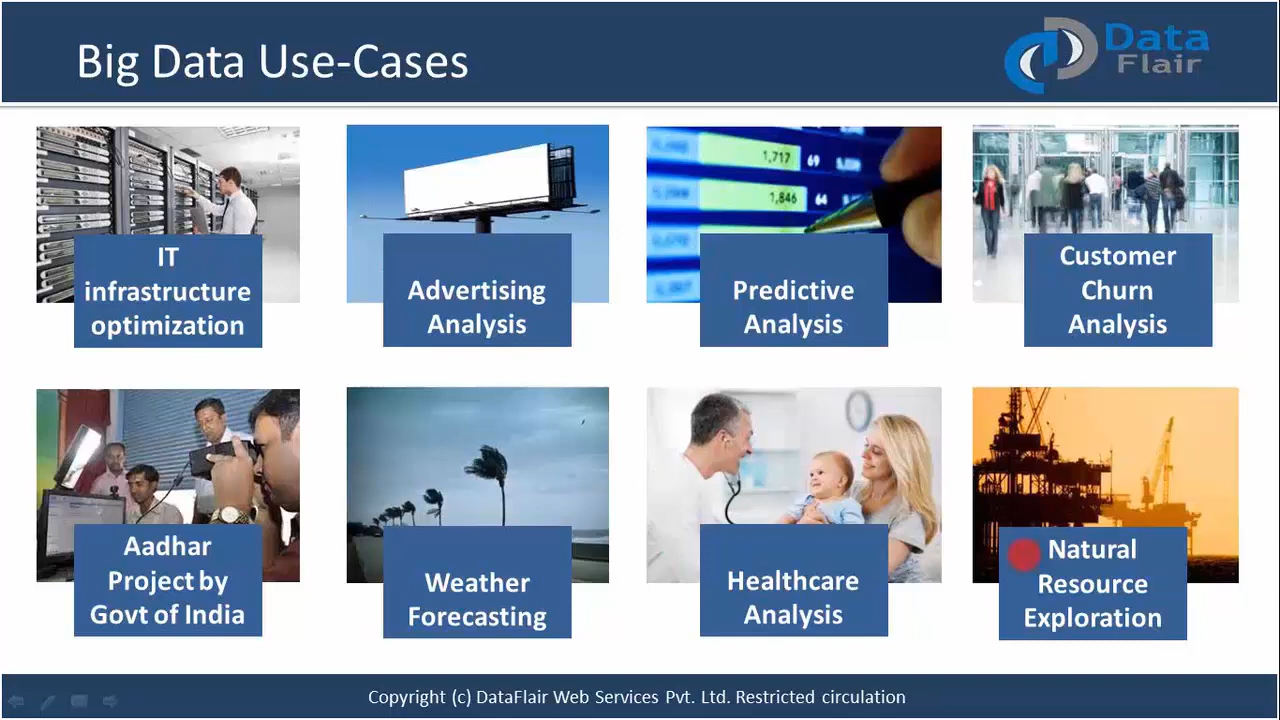 Big Data Use-Cases
Data
Flair
1,717 69
1,846 64
IT
infrastructure
optimization
Advertising
Analysis
Predictive
Analysis
Customer
Churn
Analysis
Aadhar
Project by
Govt of India
Weather
Forecasting
Healthcare
Analysis
Natural
Resource
Exploration
Copyright (c) DataFlair Web Services Pvt. Ltd. Restricted circulation